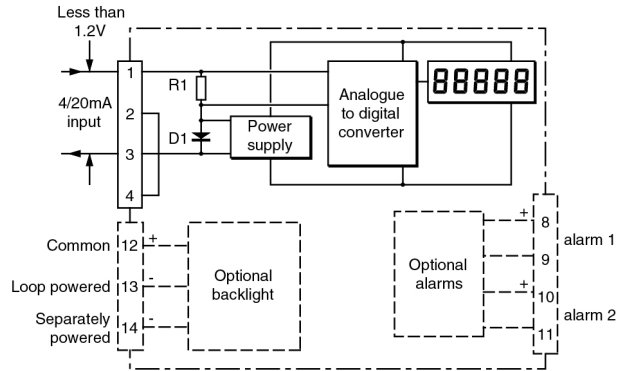 Less than
1.2V
1
R1
88888
4/20mA
input
2
Analogue
to digital
converter
D1
Power
supply
3
4
Common
12
+
-
Loop powered
13
Separately
powered
14
-
Optional
backlight
Optional
alarms
+
8
alarm 1
9
+
10
alarm 2
11